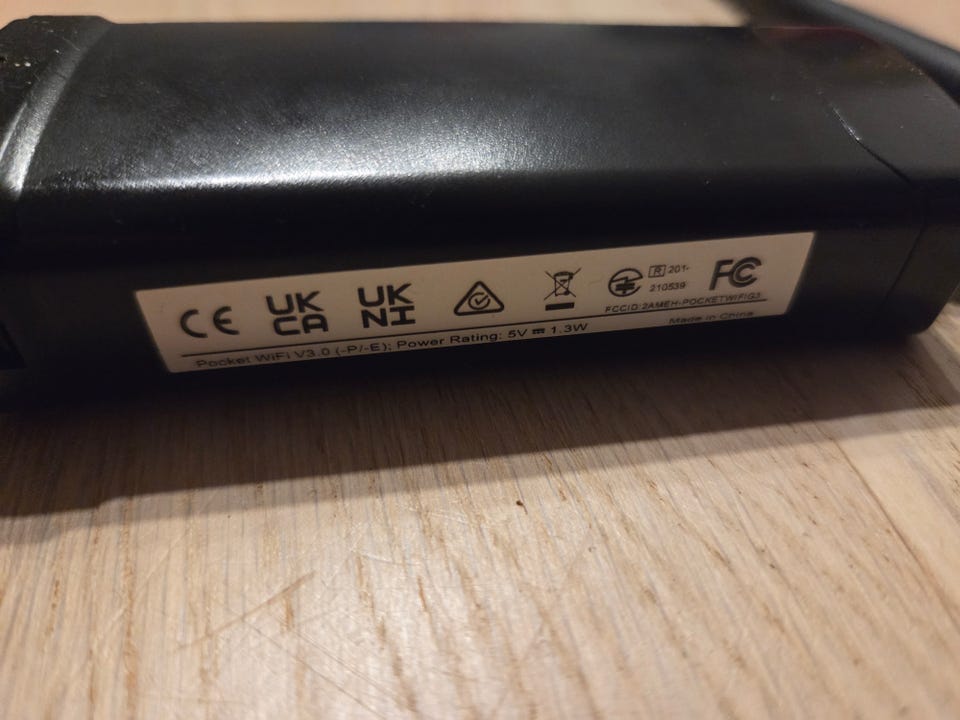 CE UK CA UK NI R 201-210539 FC
FCCID:2AMEH-POCKETWIFIG3
Pocket WiFi V3.0 (-P/-E); Power Rating: 5V ⎓ 1.3W Made in China